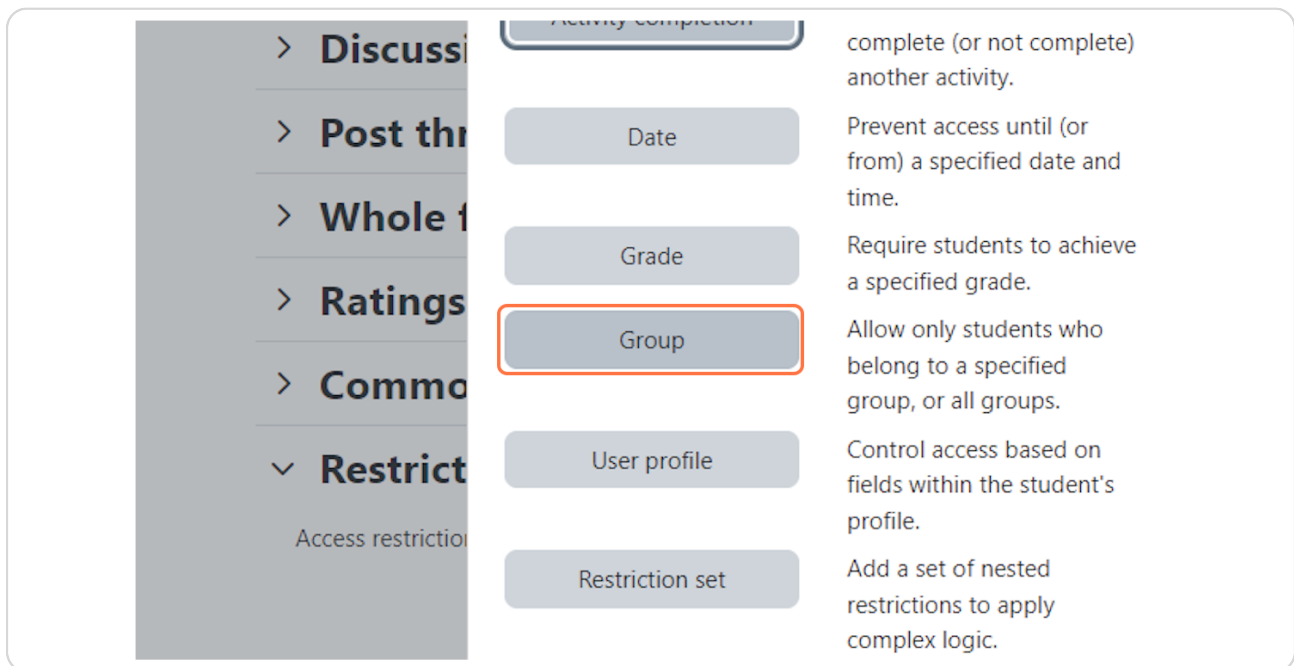 Discussi
Post thr
Whole f
Ratings
Commo
Restrict
Access restriction
Activity completion
complete (or not complete)
another activity.
Date
Prevent access until (or
from) a specified date and
time.
Grade
Require students to achieve
a specified grade.
Group
Allow only students who
belong to a specified
group, or all groups.
User profile
Control access based on
fields within the student's
profile.
Restriction set
Add a set of nested
restrictions to apply
complex logic.